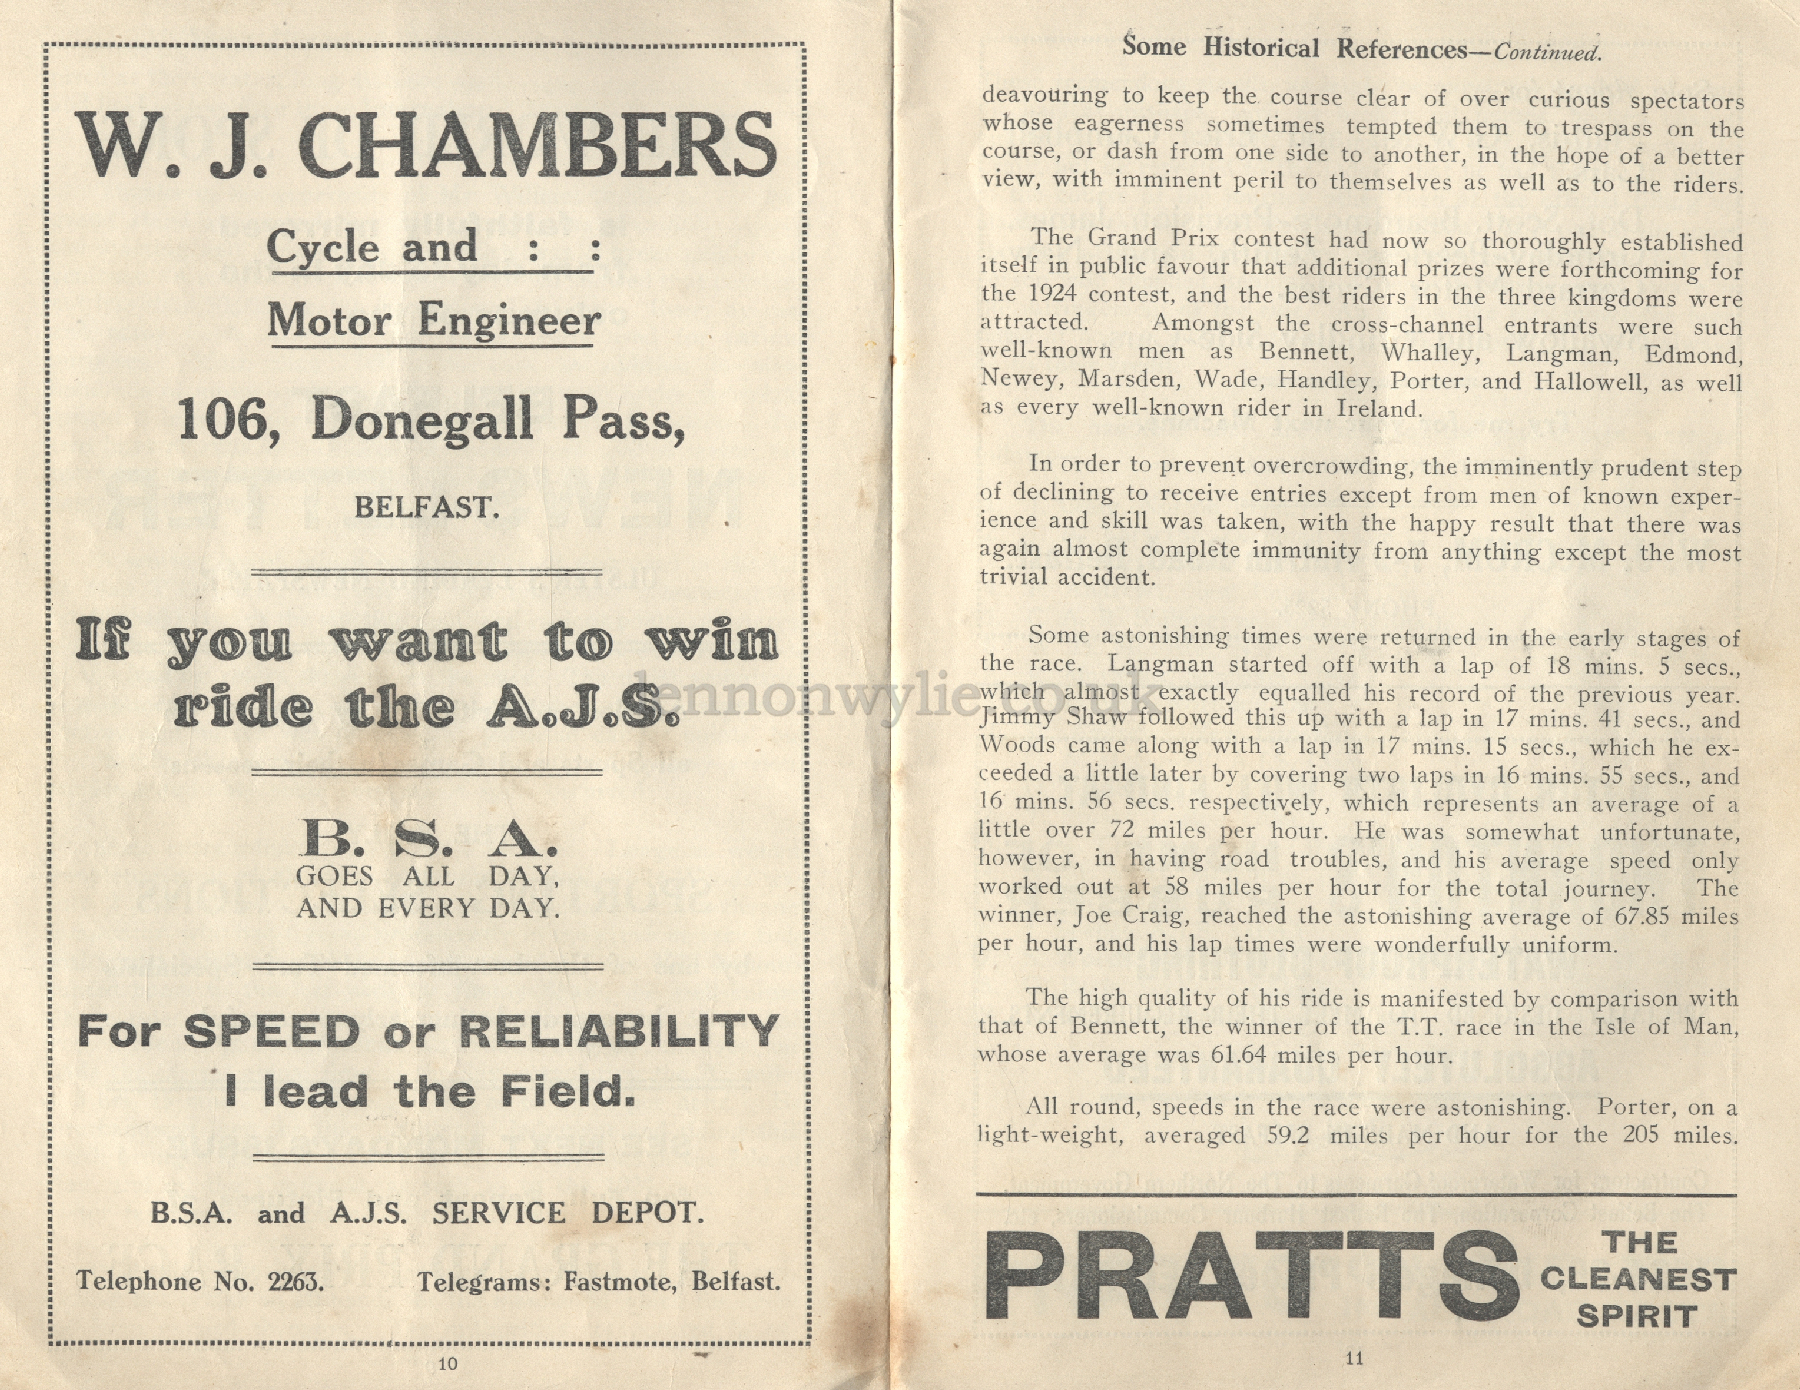 W. J. CHAMBERS
Cycle and : :
Motor Engineer
106, Donegall Pass,
BELFAST.
If you want to win
ride the A.J.S.
B. S. A.
GOES ALL DAY,
AND EVERY DAY.
For SPEED or RELIABILITY
I lead the Field.
B.S.A. and A.J.S. SERVICE DEPOT.
Telephone No. 2263. Telegrams: Fastmote, Belfast.
10
Some Historical References—Continued.
deavouring to keep the course clear of over curious spectators
whose eagerness sometimes tempted them to trespass on the
course, or dash from one side to another, in the hope of a better
view, with imminent peril to themselves as well as to the riders.
The Grand Prix contest had now so thoroughly established
itself in public favour that additional prizes were forthcoming for
the 1924 contest, and the best riders in the three kingdoms were
attracted. Amongst the cross-channel entrants were such
well-known men as Bennett, Whalley, Langman, Edmond,
Newey, Marsden, Wade, Handley, Porter, and Hallowell, as well
as every well-known rider in Ireland.
In order to prevent overcrowding, the imminently prudent step
of declining to receive entries except from men of known exper-
ience and skill was taken, with the happy result that there was
again almost complete immunity from anything except the most
trivial accident.
Some astonishing times were returned in the early stages of
the race. Langman started off with a lap of 18 mins. 5 secs.,
which almost exactly equalled his record of the previous year.
Jimmy Shaw followed this up with a lap in 17 mins. 41 secs., and
Woods came along with a lap in 17 mins. 15 secs., which he ex-
ceeded a little later by covering two laps in 16 mins. 55 secs., and
16 mins. 56 secs. respectively, which represents an average of a
little over 72 miles per hour. He was somewhat unfortunate,
however, in having road troubles, and his average speed only
worked out at 58 miles per hour for the total journey. The
winner, Joe Craig, reached the astonishing average of 67.85 miles
per hour, and his lap times were wonderfully uniform.
The high quality of his ride is manifested by comparison with
that of Bennett, the winner of the T.T. race in the Isle of Man,
whose average was 61.64 miles per hour.
All round, speeds in the race were astonishing. Porter, on a
light-weight, averaged 59.2 miles per hour for the 205 miles.
PRATTS
THE
CLEANEST
SPIRIT
11
lennonwylie.co.uk